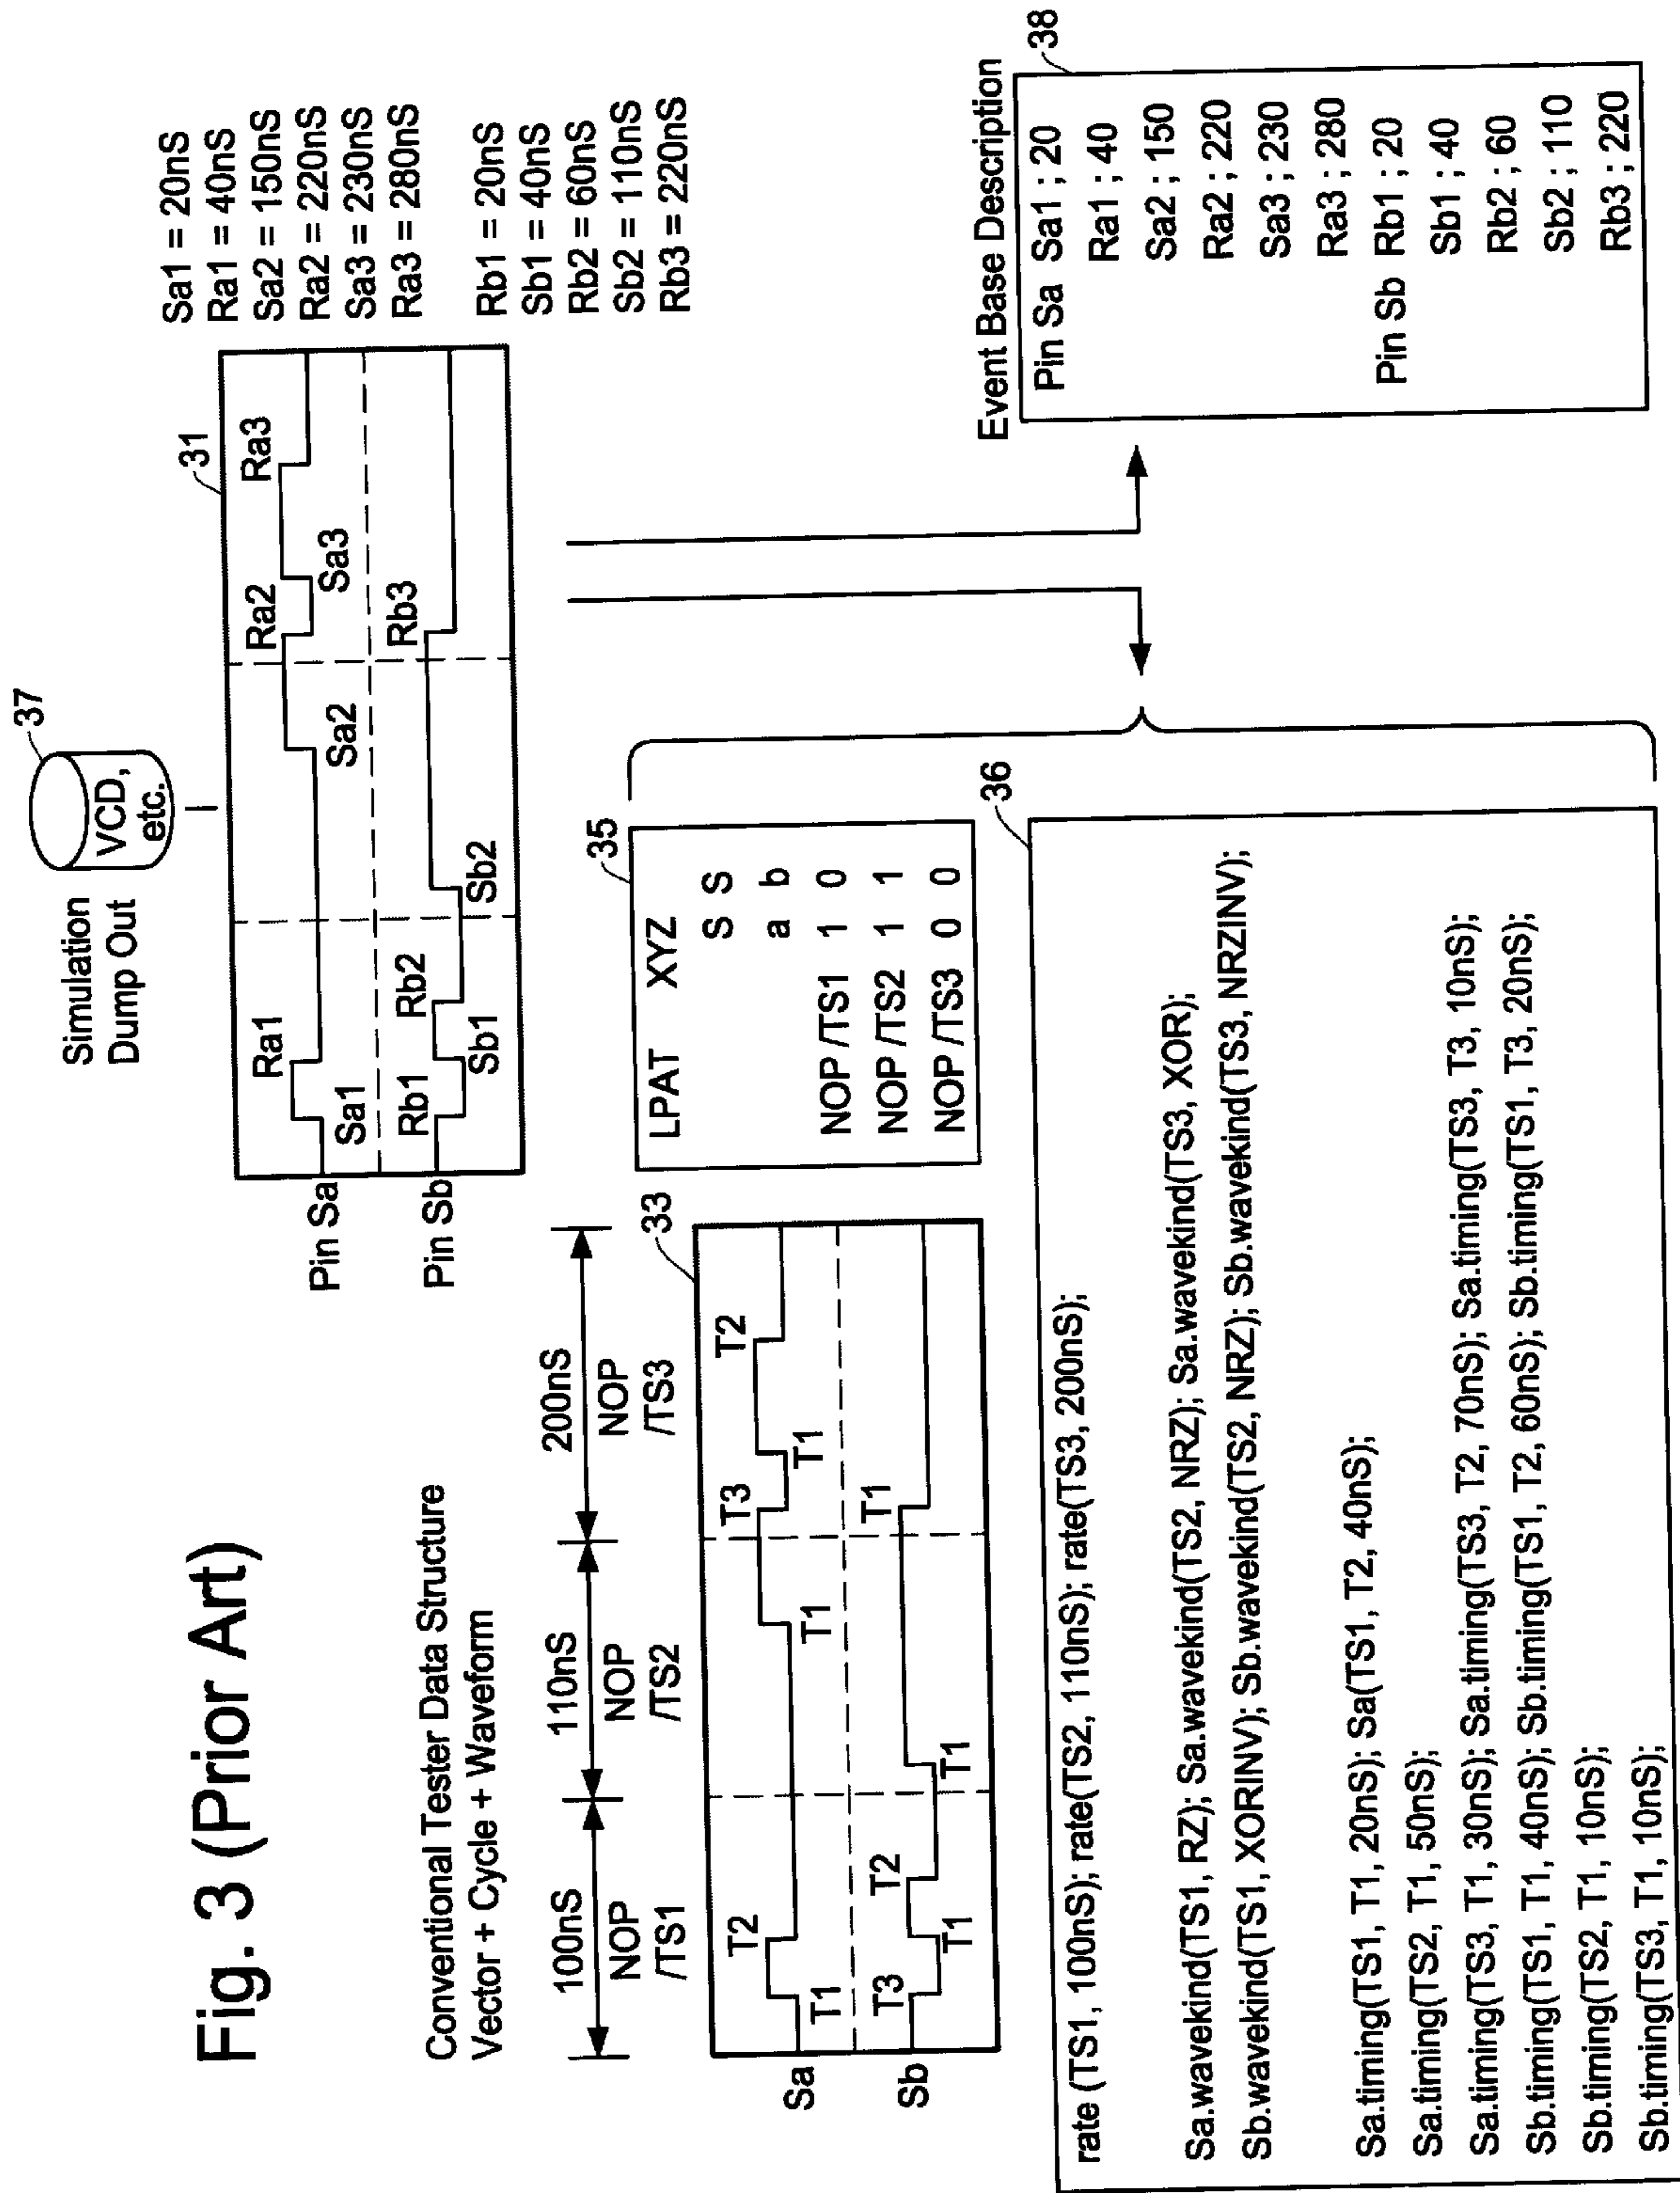 Fig. 3 (Prior Art)
Simulation
Dump Out
VCD,
etc.
37
31
Pin Sa
Sa1
Ra1
Sa2
Ra2
Sa3
Ra3
Pin Sb
Rb1
Sb1
Rb2
Sb2
Rb3
Sa1 = 20nS
Ra1 = 40nS
Sa2 = 150nS
Ra2 = 220nS
Sa3 = 230nS
Ra3 = 280nS
Rb1 = 20nS
Sb1 = 40nS
Rb2 = 60nS
Sb2 = 110nS
Rb3 = 220nS
Conventional Tester Data Structure
Vector + Cycle + Waveform
100nS 110nS 200nS
NOP NOP NOP
/TS1 /TS2 /TS3
33
Sa
T1
T2
T1
T3
T1
T2
Sb
T3
T1
T2
T1
T1
35
LPAT XYZ
S S
a b
NOP /TS1 1 0
NOP /TS2 1 1
NOP /TS3 0 0
36
rate (TS1, 100nS); rate(TS2, 110nS); rate(TS3, 200nS);
Sa.wavekind(TS1, RZ); Sa.wavekind(TS2, NRZ); Sa.wavekind(TS3, XOR);
Sb.wavekind(TS1, XORINV); Sb.wavekind(TS2, NRZ); Sb.wavekind(TS3, NRZINV);
Sa.timing(TS1, T1, 20nS); Sa(TS1, T2, 40nS);
Sa.timing(TS2, T1, 50nS);
Sa.timing(TS3, T1, 30nS); Sa.timing(TS3, T2, 70nS); Sa.timing(TS3, T3, 10nS);
Sb.timing(TS1, T1, 40nS); Sb.timing(TS1, T2, 60nS); Sb.timing(TS1, T3, 20nS);
Sb.timing(TS2, T1, 10nS);
Sb.timing(TS3, T1, 10nS);
Event Base Description
38
Pin Sa Sa1 ; 20
Ra1 ; 40
Sa2 ; 150
Ra2 ; 220
Sa3 ; 230
Ra3 ; 280
Pin Sb Rb1 ; 20
Sb1 ; 40
Rb2 ; 60
Sb2 ; 110
Rb3 ; 220